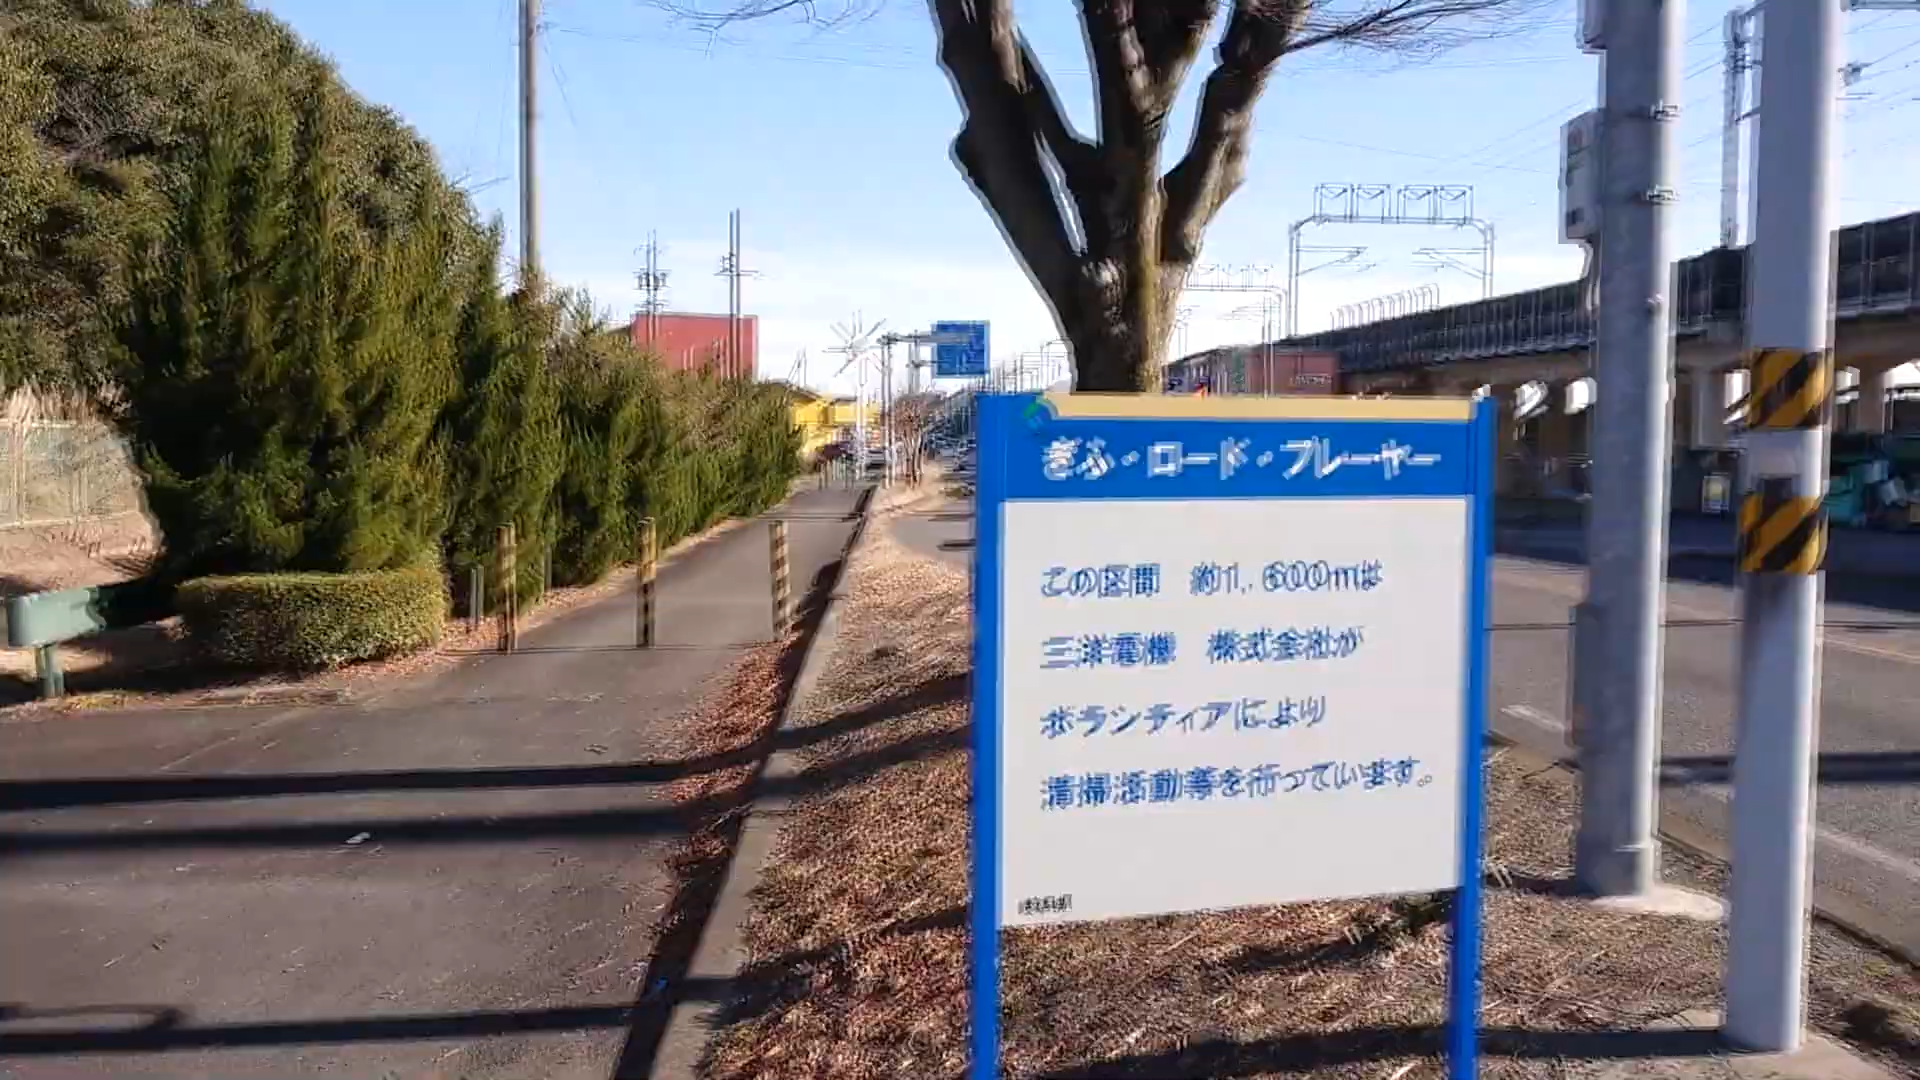 ぎふ・ロード・プレーヤー
この区間 約1,600mは
三洋電機 株式会社が
ボランティアにより
清掃活動等を行っています。